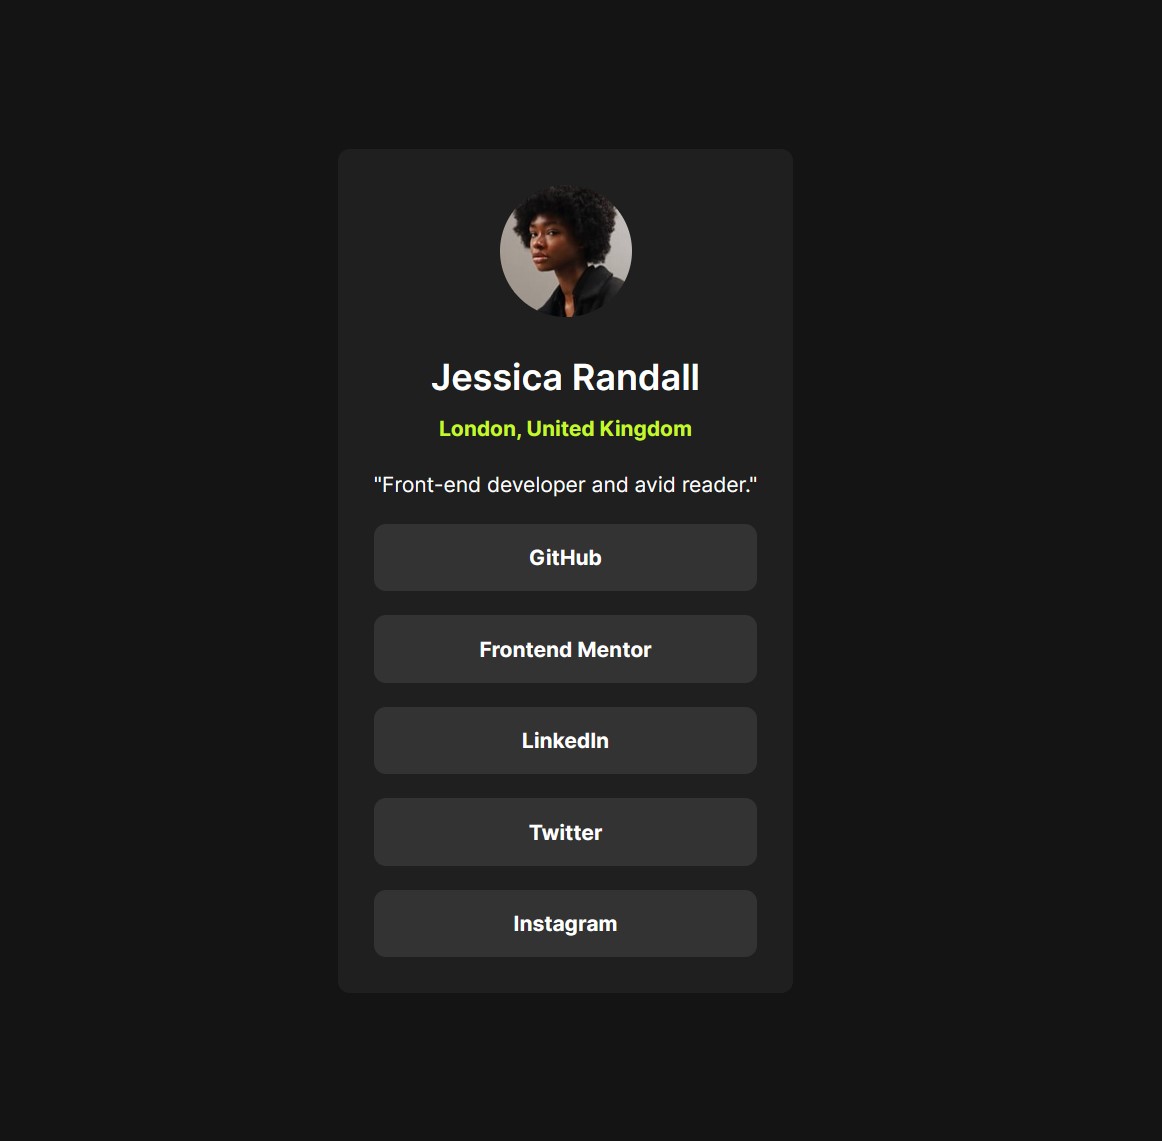 Jessica Randall
London, United Kingdom
"Front-end developer and avid reader."
GitHub
Frontend Mentor
LinkedIn
Twitter
Instagram